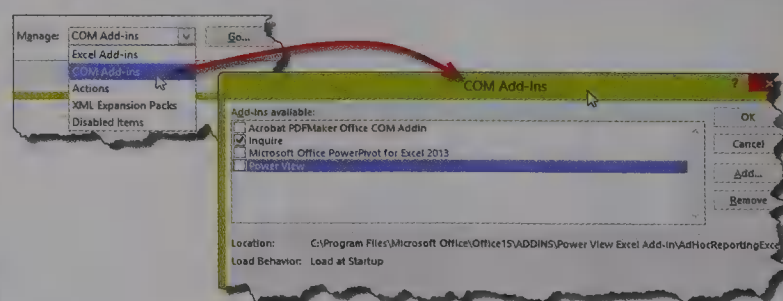 Manage: COM Add-ins Go...
Excel Add-ins
COM Add-ins
Actions
XML Expansion Packs
Disabled Items
COM Add-Ins ?
Add-Ins available:
Acrobat PDFMaker Office COM Addin
Inquire
Microsoft Office PowerPivot for Excel 2013
Power View
OK
Cancel
Add...
Remove
Location: C:\Program Files\Microsoft Office\Office15\ADDINS\Power View Excel Add-in\AdHocReportingExce
Load Behavior: Load at Startup